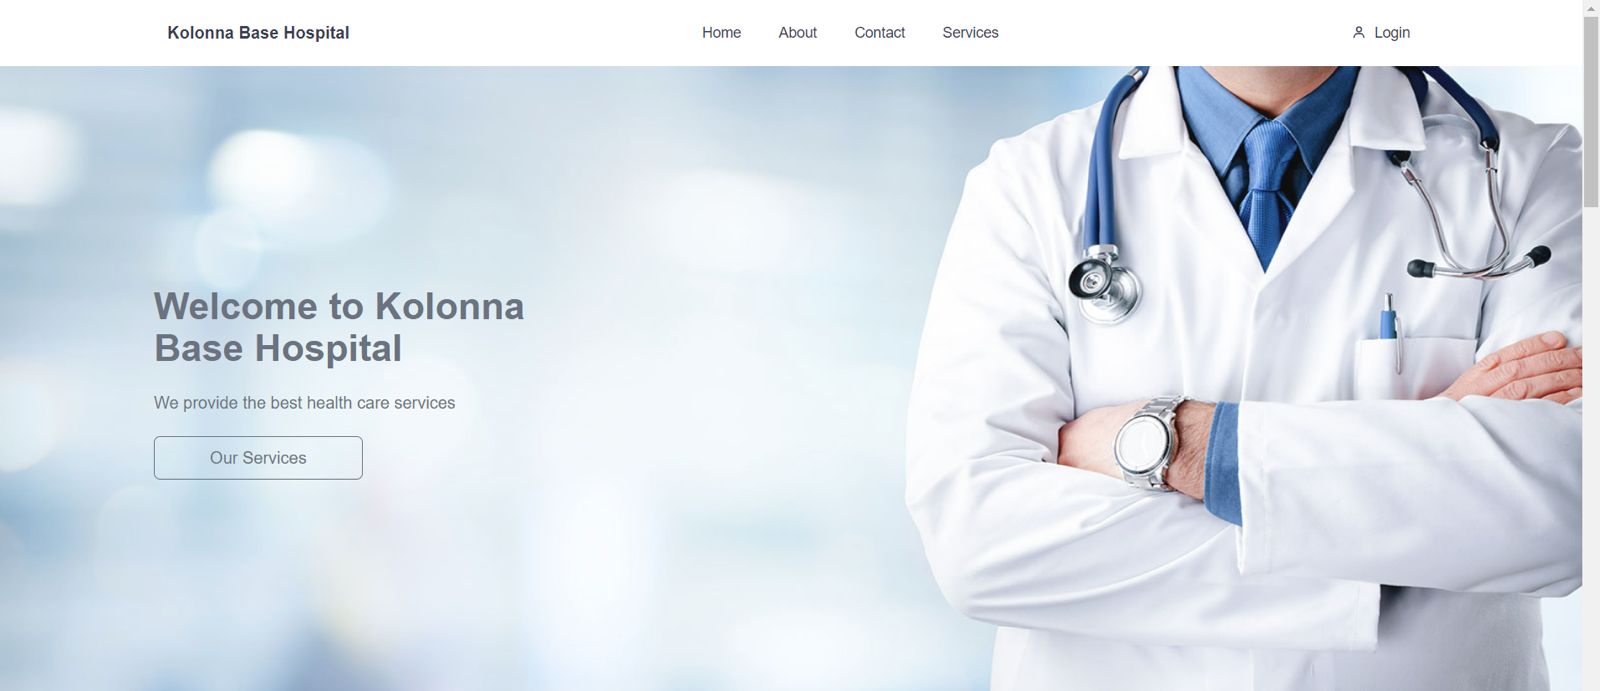 Kolonna Base Hospital
Home About Contact Services
Login
Welcome to Kolonna
Base Hospital
We provide the best health care services
Our Services